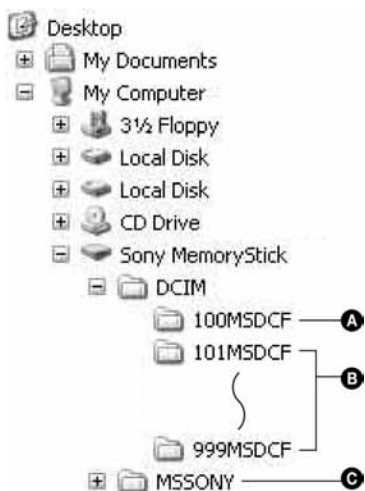 Desktop
My Documents
My Computer
3½ Floppy
Local Disk
Local Disk
CD Drive
Sony MemoryStick
DCIM
100MSDCF A
101MSDCF
B
999MSDCF
MSSONY C